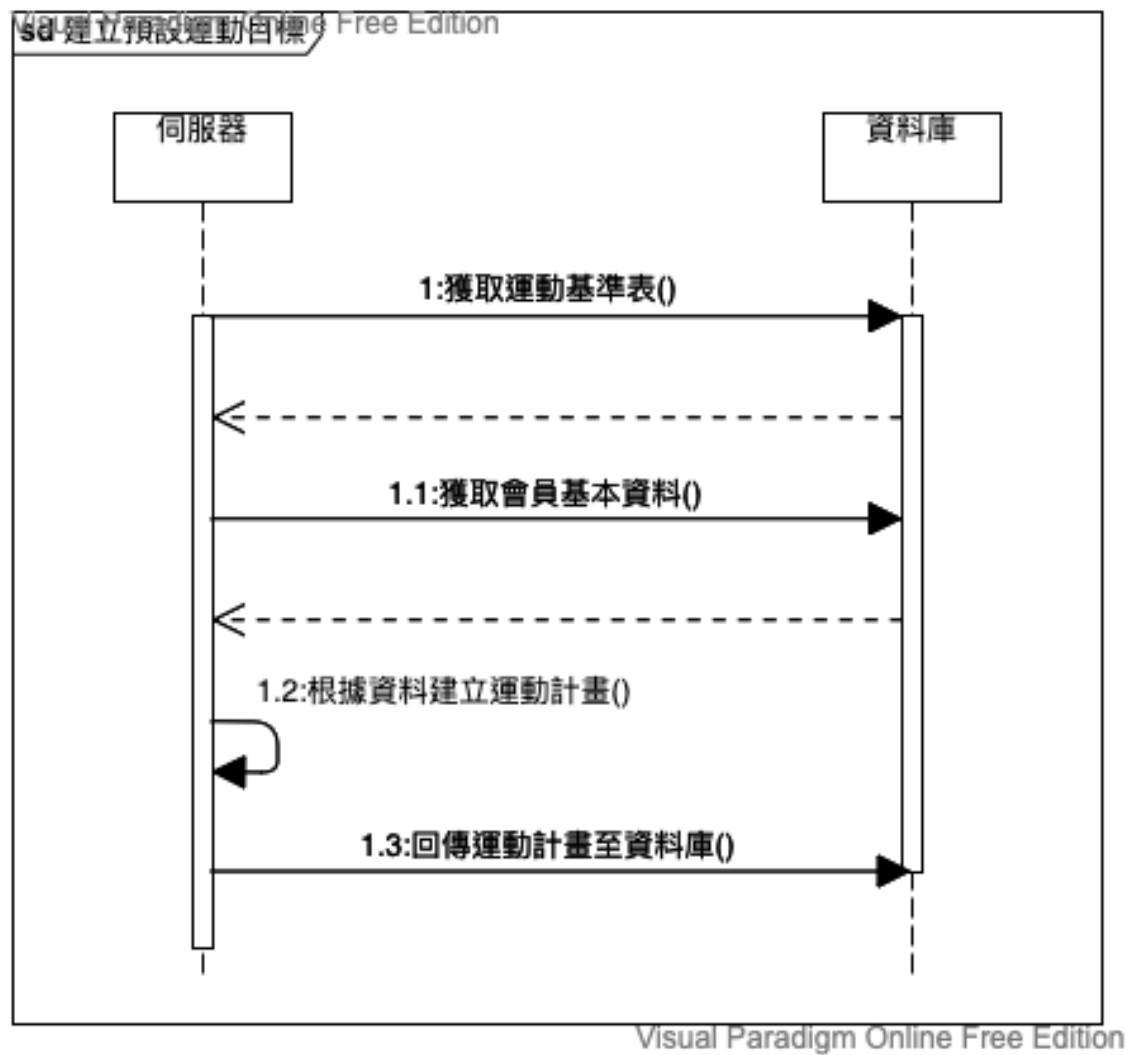 Visual Paradigm Online Free Edition
sd 建立預設運動目標
伺服器
資料庫
1:獲取運動基準表()
1.1:獲取會員基本資料()
1.2:根據資料建立運動計畫()
1.3:回傳運動計畫至資料庫()
Visual Paradigm Online Free Edition